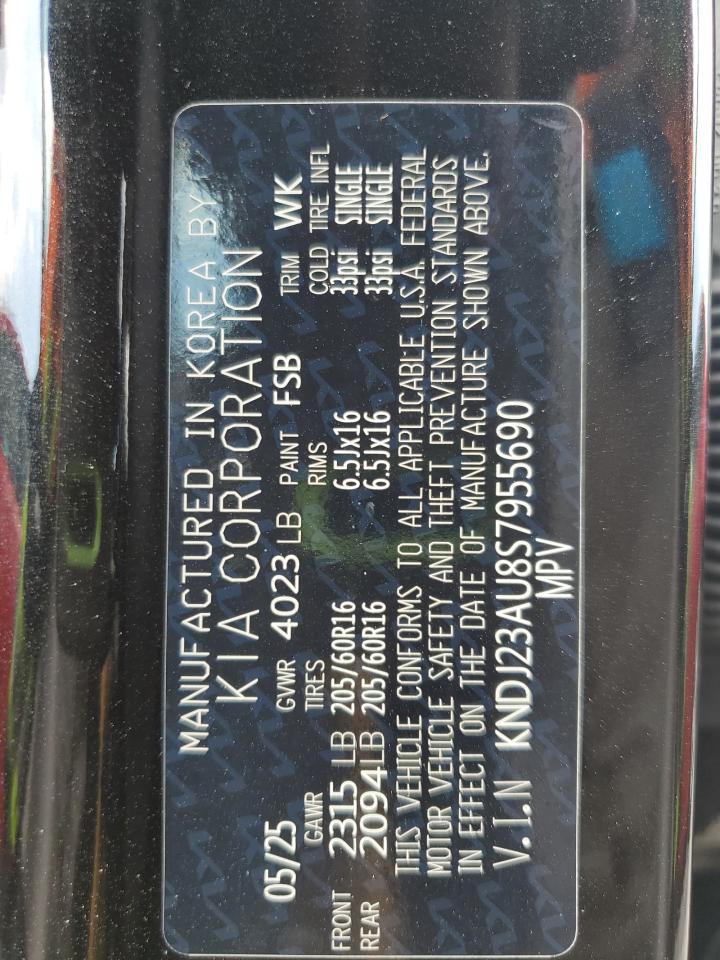 MANUFACTURED IN KOREA BY
KIA CORPORATION
05/25 GVWR 4023 LB PAINT FSB TRIM WK
GAWR TIRES RIMS COLD TIRE INFL
FRONT 2315 LB 205/60R16 6.5Jx16 33psi SINGLE
REAR 2094 LB 205/60R16 6.5Jx16 33psi SINGLE
THIS VEHICLE CONFORMS TO ALL APPLICABLE U.S.A. FEDERAL
MOTOR VEHICLE SAFETY AND THEFT PREVENTION STANDARDS
IN EFFECT ON THE DATE OF MANUFACTURE SHOWN ABOVE.
V.I.N KNDJ23AU8S7955690
MPV